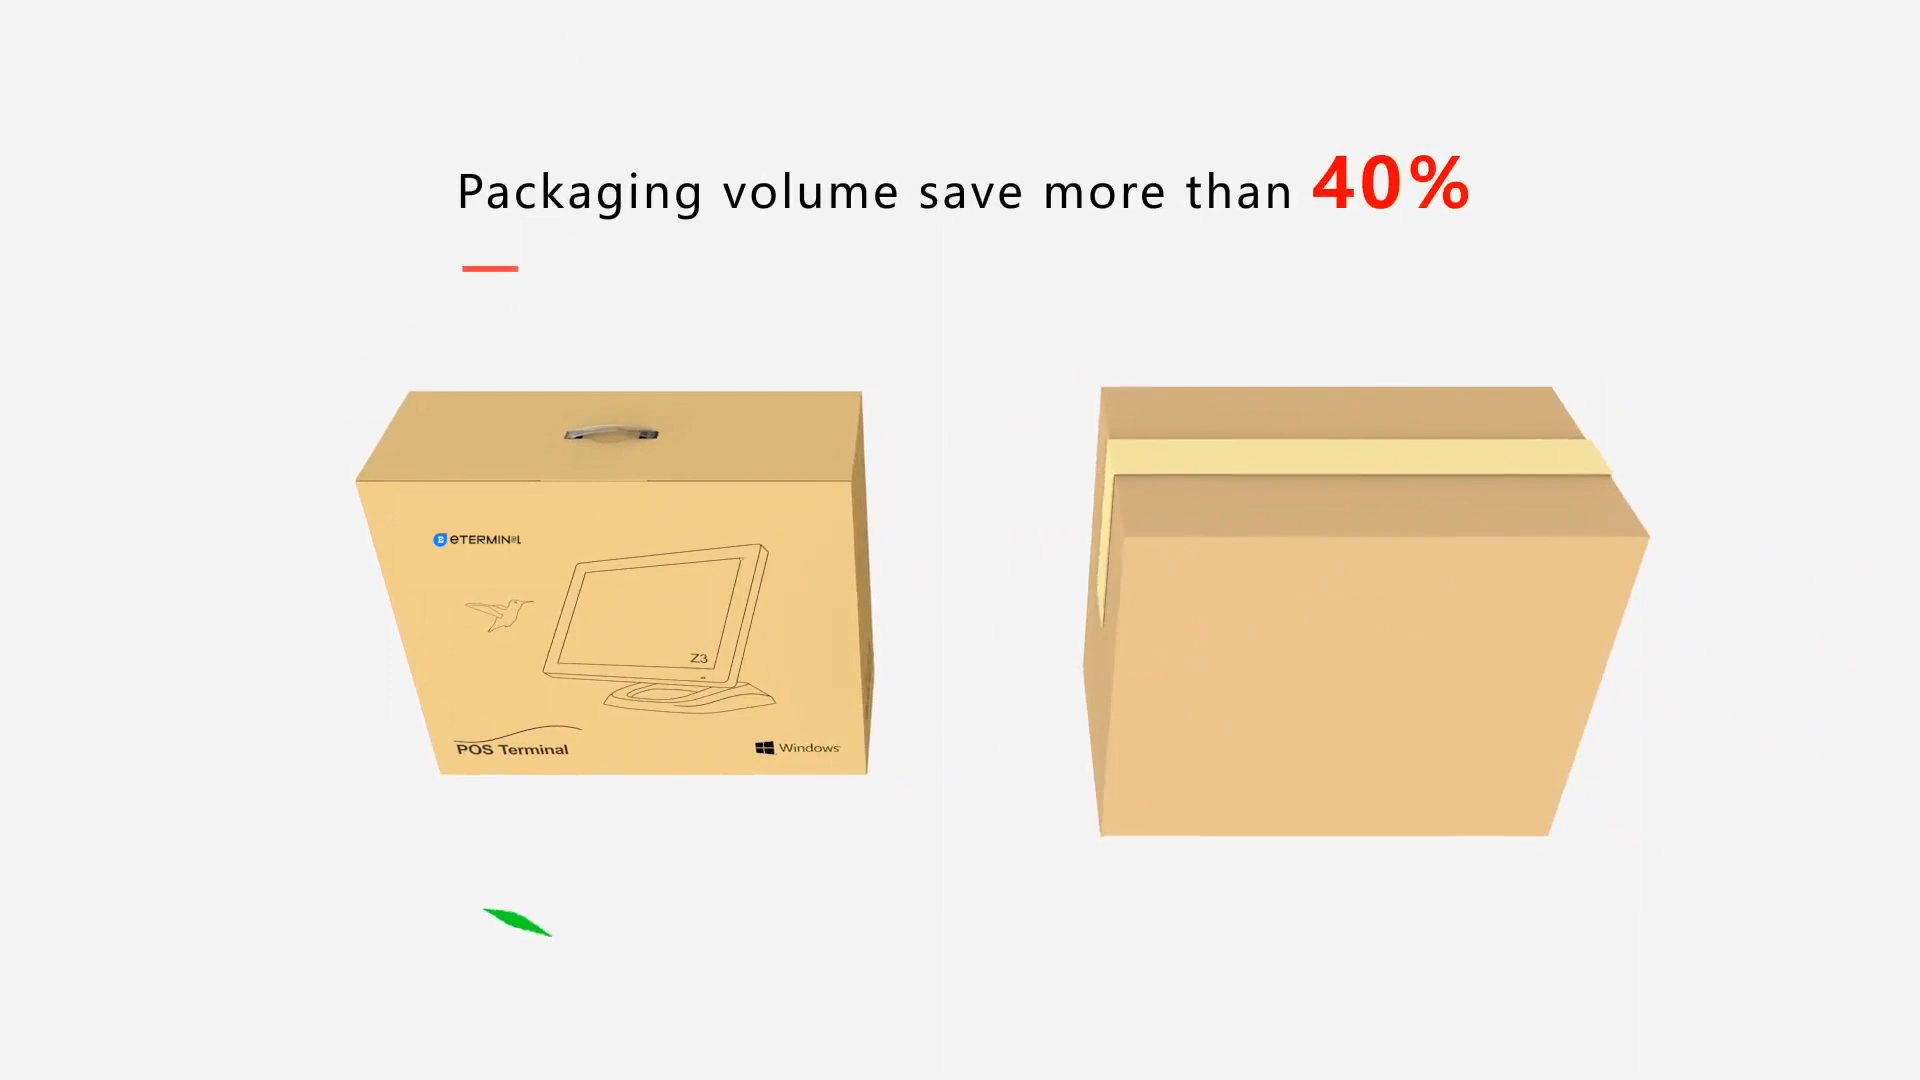 Packaging volume save more than 40%
ETERMINAL
Z3
POS Terminal
Windows